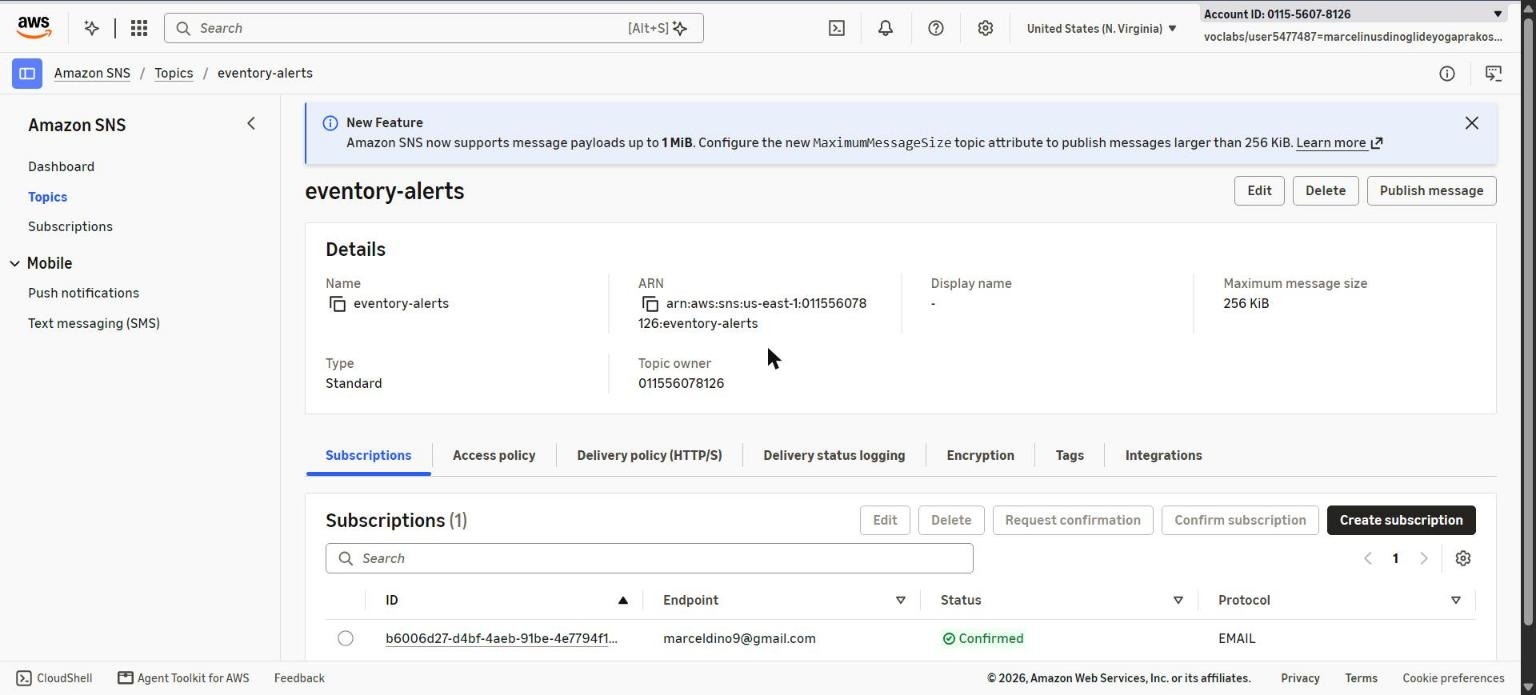 aws
Search
[Alt+S]
United States (N. Virginia)
Account ID: 0115-5607-8126
voclabs/user5477487=marcelinusdinoglideyogaprakos...
Amazon SNS / Topics / eventory-alerts
Amazon SNS
Dashboard
Topics
Subscriptions
Mobile
Push notifications
Text messaging (SMS)
New Feature
Amazon SNS now supports message payloads up to 1 MiB. Configure the new MaximumMessageSize topic attribute to publish messages larger than 256 KiB. Learn more
eventory-alerts
Edit
Delete
Publish message
Details
Name
eventory-alerts
ARN
arn:aws:sns:us-east-1:011556078
126:eventory-alerts
Display name
-
Maximum message size
256 KiB
Type
Standard
Topic owner
011556078126
Subscriptions
Access policy
Delivery policy (HTTP/S)
Delivery status logging
Encryption
Tags
Integrations
Subscriptions (1)
Edit
Delete
Request confirmation
Confirm subscription
Create subscription
Search
1
ID
Endpoint
Status
Protocol
b6006d27-d4bf-4aeb-91be-4e7794f1...
marceldino9@gmail.com
Confirmed
EMAIL
CloudShell
Agent Toolkit for AWS
Feedback
© 2026, Amazon Web Services, Inc. or its affiliates.
Privacy
Terms
Cookie preferences